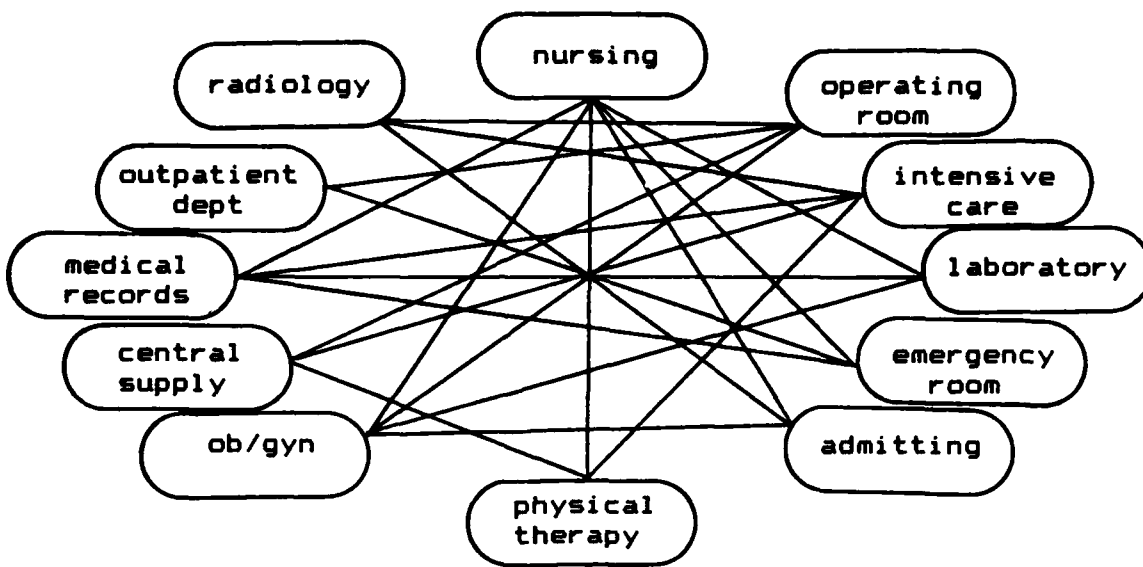 nursing
radiology
operating
room
outpatient
dept
intensive
care
medical
records
laboratory
central
supply
emergency
room
ob/gyn
admitting
physical
therapy